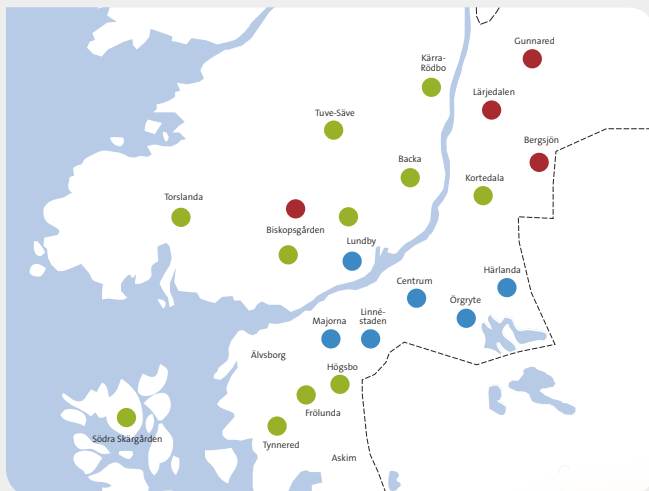 Gunnared
Kärra-
Rödbo
Lärjedalen
Tuve-Säve
Bergsjön
Backa
Kortedala
Torslanda
Biskopsgården
Lundby
Härlanda
Centrum
Örgryte
Linné-
staden
Majorna
Älvsborg
Högsbo
Frölunda
Södra Skärgården
Tynnered
Askim